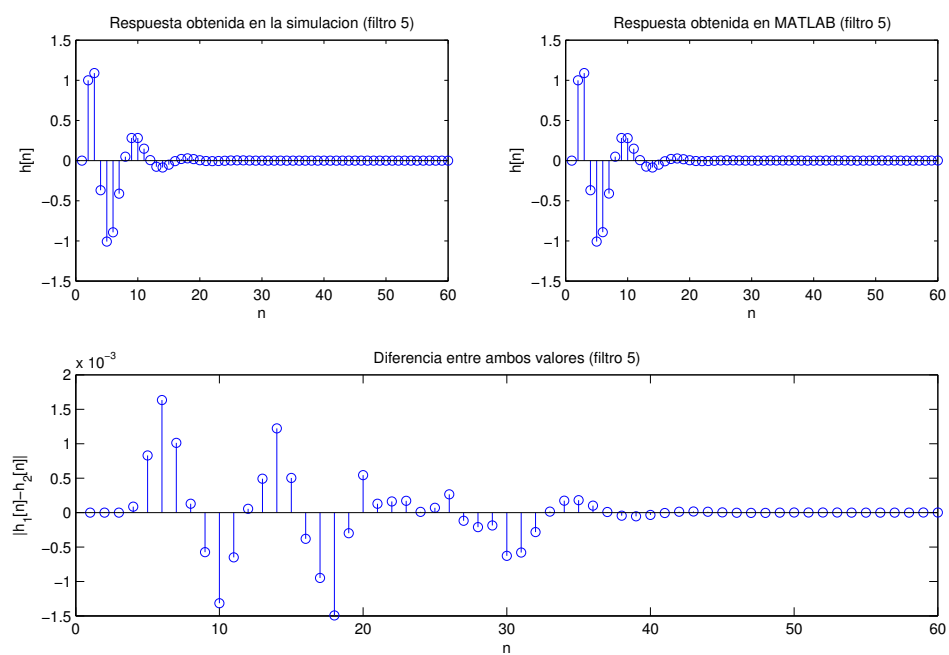 Respuesta obtenida en la simulacion (filtro 5)
1.5
1
0.5
0
−0.5
−1
−1.5
h[n]
0 10 20 30 40 50 60
n
Respuesta obtenida en MATLAB (filtro 5)
1.5
1
0.5
0
−0.5
−1
−1.5
h[n]
0 10 20 30 40 50 60
n
Diferencia entre ambos valores (filtro 5)
x 10⁻³
2
1.5
1
0.5
0
−0.5
−1
−1.5
|h₁[n]−h₂[n]|
0 10 20 30 40 50 60
n